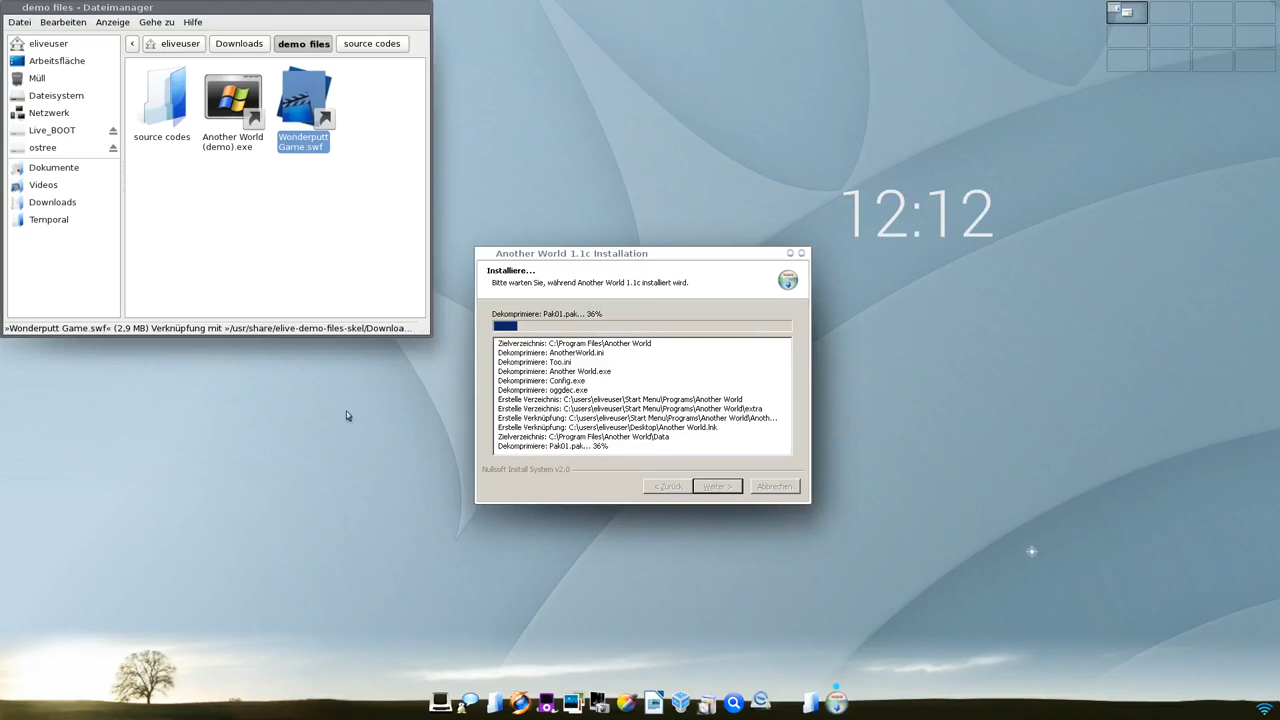 demo files - Dateimanager
Datei Bearbeiten Anzeige Gehe zu Hilfe
eliveuser
Arbeitsfläche
Müll
Dateisystem
Netzwerk
Live_BOOT
ostree
Dokumente
Videos
Downloads
Temporal
eliveuser Downloads demo files source codes
source codes
Another World
(demo).exe
Wonderputt
Game.swf
»Wonderputt Game.swf« (2,9 MB) Verknüpfung mit »/usr/share/elive-demo-files-skel/Downloa...
12:12
Another World 1.1c Installation
Installiere...
Bitte warten Sie, während Another World 1.1c installiert wird.
Dekomprimiere: Pak01.pak... 36%
Zielverzeichnis: C:\Program Files\Another World
Dekomprimiere: AnotherWorld.ini
Dekomprimiere: Too.ini
Dekomprimiere: Another World.exe
Dekomprimiere: Config.exe
Dekomprimiere: oggdec.exe
Erstelle Verzeichnis: C:\users\eliveuser\Start Menu\Programs\Another World
Erstelle Verzeichnis: C:\users\eliveuser\Start Menu\Programs\Another World\extra
Erstelle Verknüpfung: C:\users\eliveuser\Start Menu\Programs\Another World\Anoth...
Erstelle Verknüpfung: C:\users\eliveuser\Desktop\Another World.lnk
Zielverzeichnis: C:\Program Files\Another World\Data
Dekomprimiere: Pak01.pak... 36%
Nullsoft Install System v2.0
< Zurück Weiter > Abbrechen